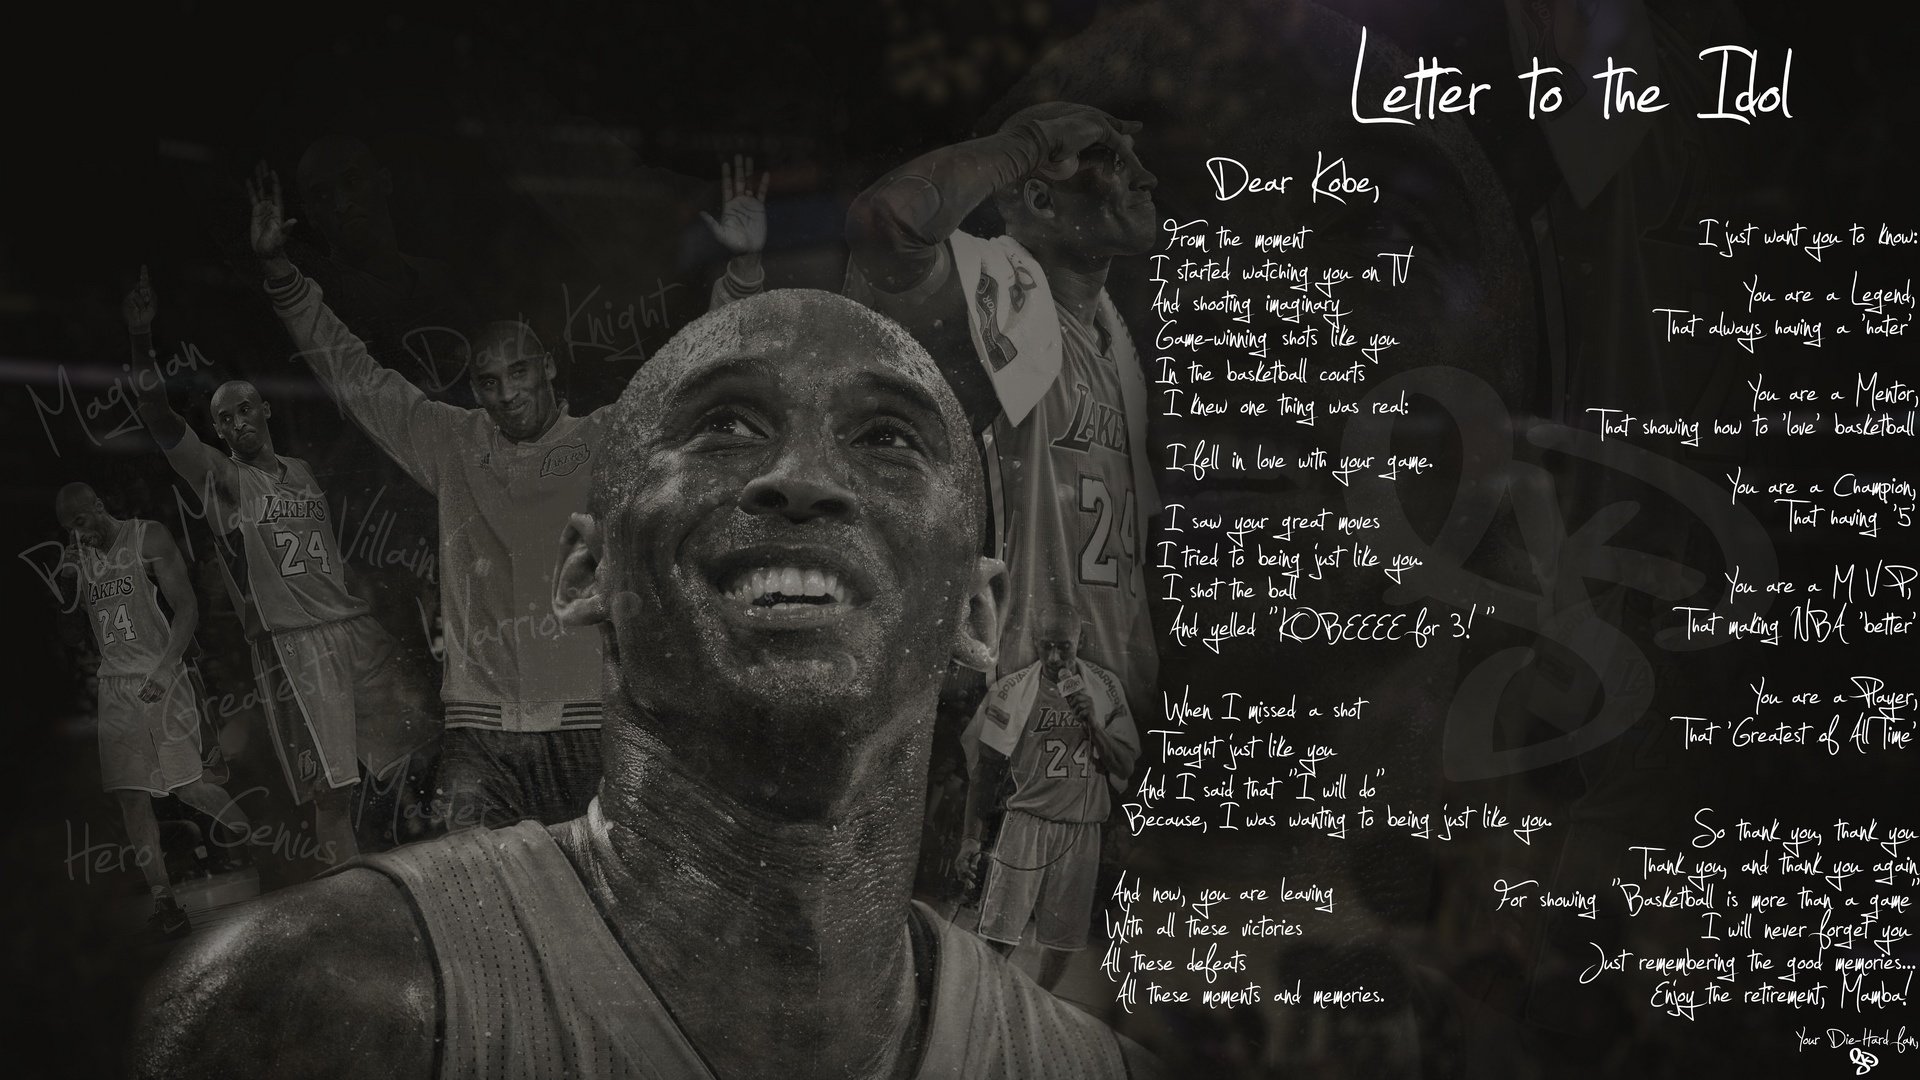 Letter to the Idol
Dear Kobe,
From the moment
I started watching you on TV
And shooting imaginary
Game-winning shots like you
In the basketball courts
I knew one thing was real:
I fell in love with your game.
I saw your great moves
I tried to being just like you.
I shot the ball
And yelled "KOBEEEE for 3! "
When I missed a shot
Thought just like you
And I said that "I will do"
Because, I was wanting to being just like you.
And now, you are leaving
With all these victories
All these defeats
All these moments and memories.
I just want you to know:
You are a Legend,
That always having a 'hater'
You are a Mentor,
That showing how to 'love' basketball
You are a Champion,
That having '5'
You are a M V P,
That making NBA 'better'
You are a Player,
That 'Greatest of All Time'
So thank you, thank you
Thank you, and thank you again
For showing "Basketball is more than a game"
I will never forget you
Just remembering the good memories...
Enjoy the retirement, Mamba!
Your Die-Hard fan,
Magician
The Dark Knight
Black Mamba
Villain
Warrior
Greatest
Master
Hero
Genius
LAKERS
24
LAKERS
24
LAKERS
LAKE
24
LAKE
24